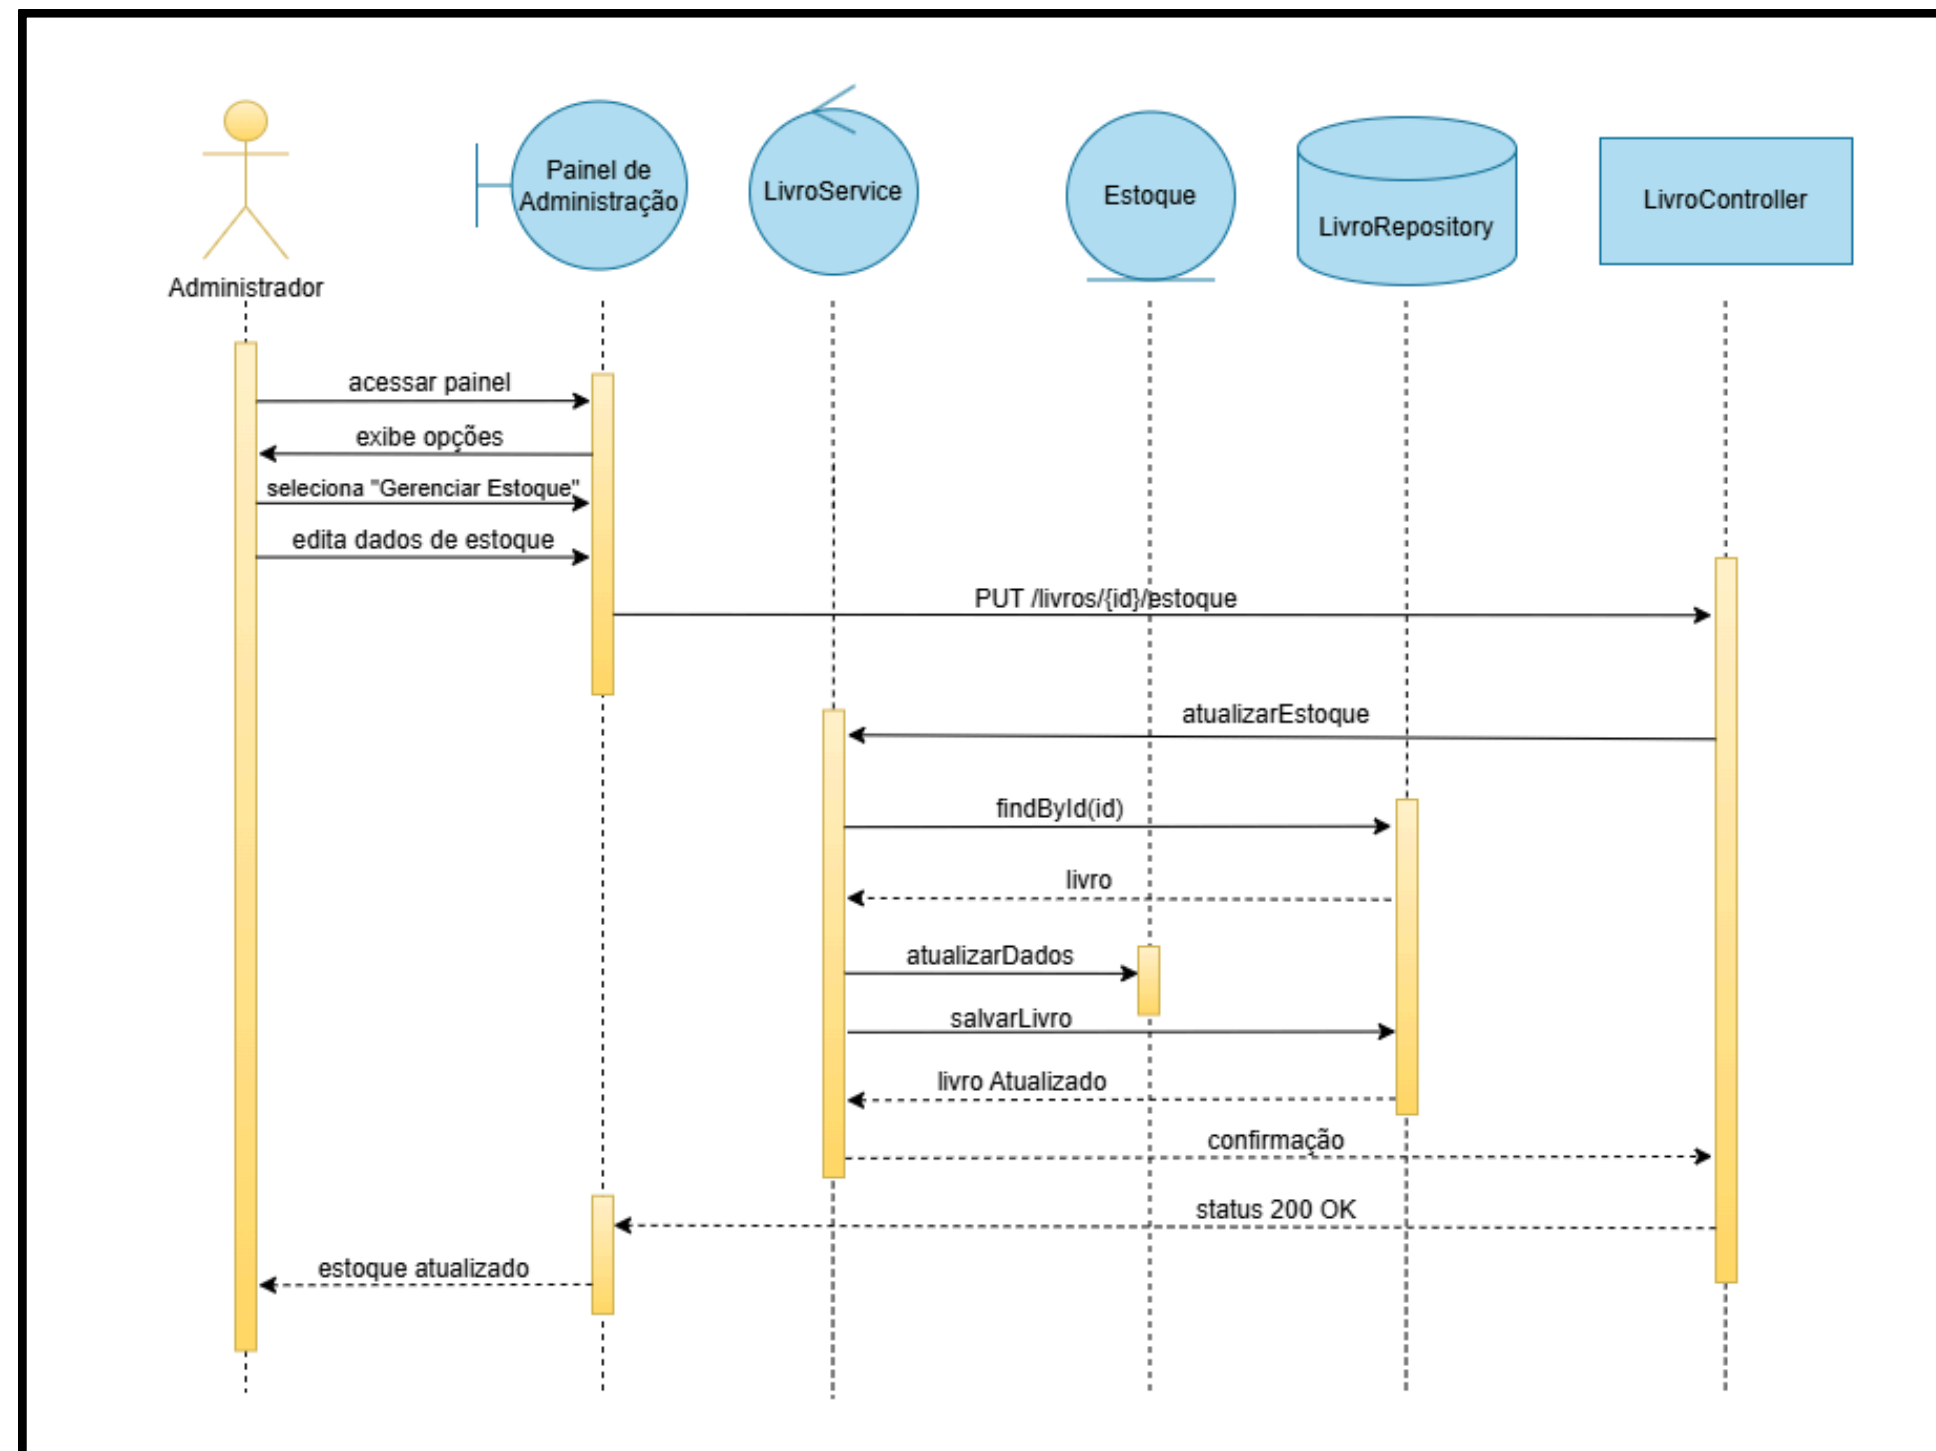 Painel de
Administração
LivroService
Estoque
LivroRepository
LivroController
Administrador
acessar painel
exibe opções
seleciona "Gerenciar Estoque"
edita dados de estoque
PUT /livros/{id}/estoque
atualizarEstoque
findById(id)
livro
atualizarDados
salvarLivro
livro Atualizado
confirmação
status 200 OK
estoque atualizado